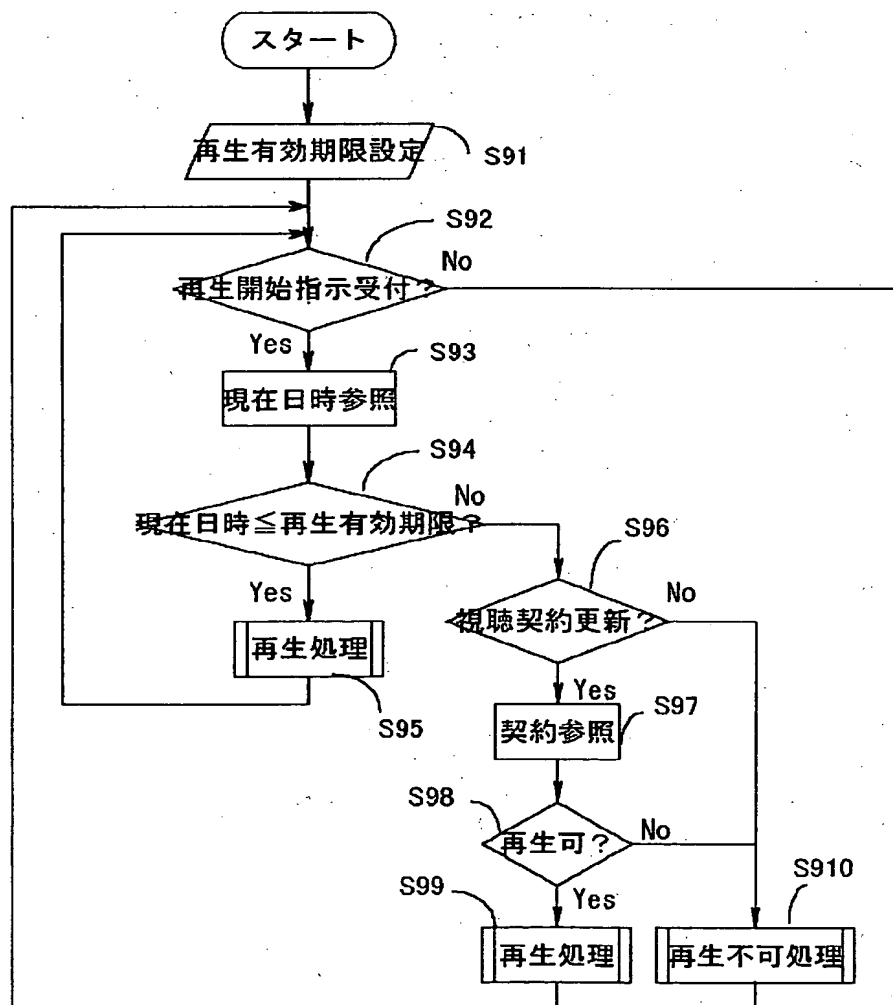 スタート
再生有効期限設定
S91
S92
再生開始指示受付?
No
Yes
S93
現在日時参照
S94
現在日時≦再生有効期限?
No
Yes
S96
視聴契約更新?
No
再生処理
S95
Yes
S97
契約参照
S98
再生可?
No
S99
Yes
S910
再生処理
再生不可処理